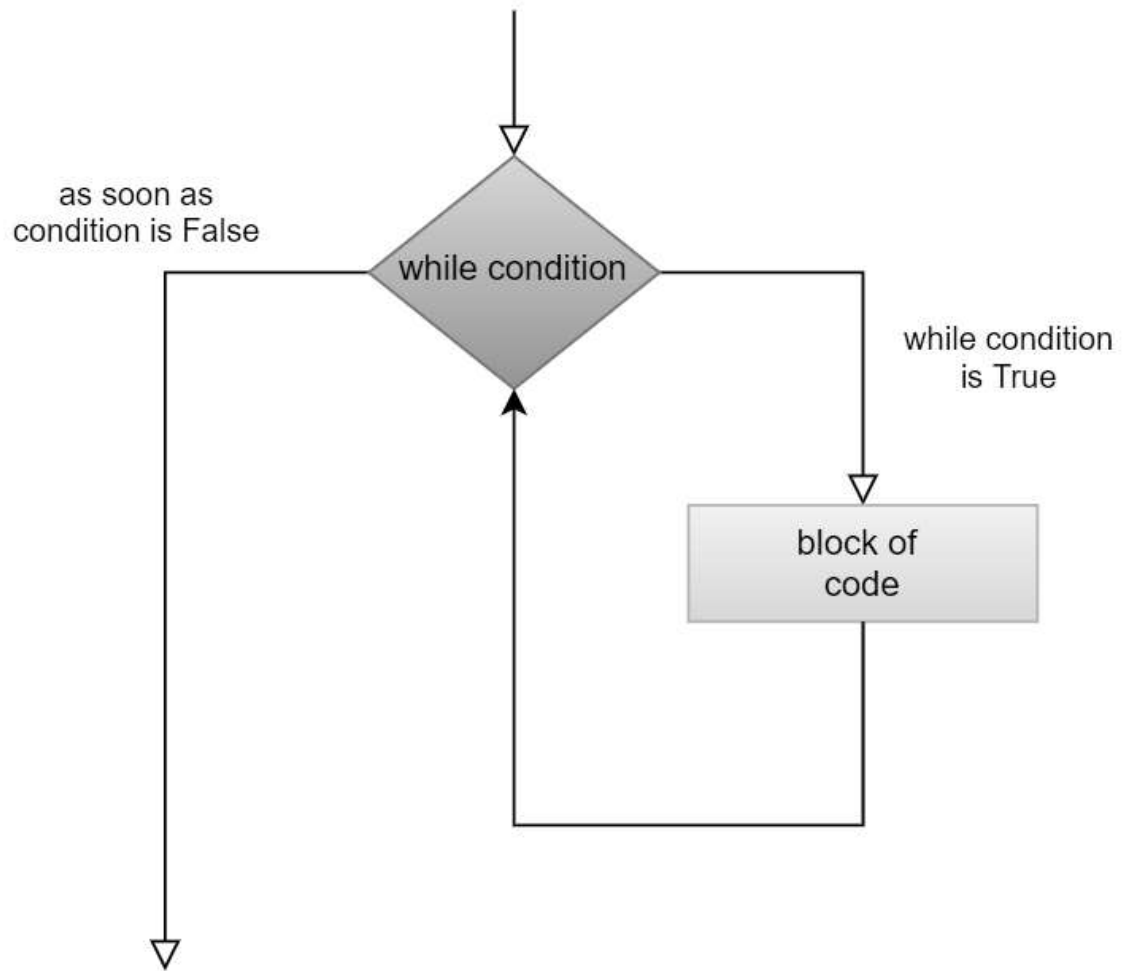 as soon as
condition is False
while condition
while condition
is True
block of
code